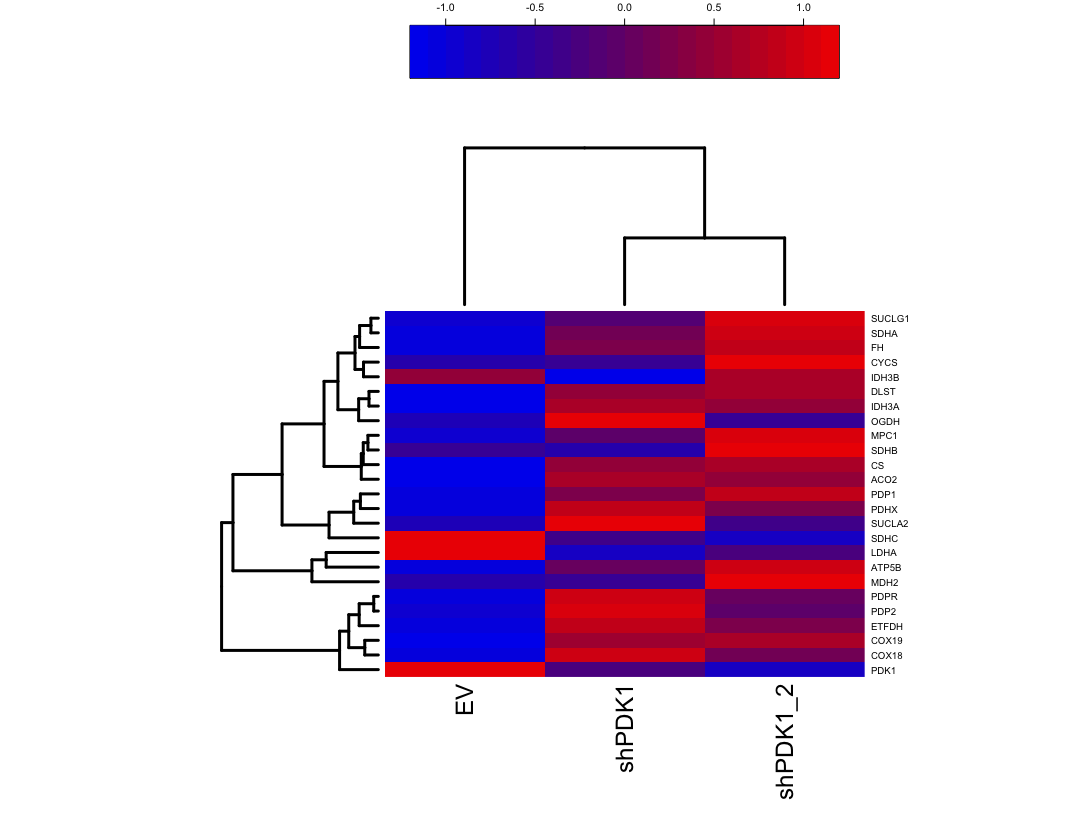 -1.0 -0.5 0.0 0.5 1.0
SUCLG1
SDHA
FH
CYCS
IDH3B
DLST
IDH3A
OGDH
MPC1
SDHB
CS
ACO2
PDP1
PDHX
SUCLA2
SDHC
LDHA
ATP5B
MDH2
PDPR
PDP2
ETFDH
COX19
COX18
PDK1
EV
shPDK1
shPDK1_2